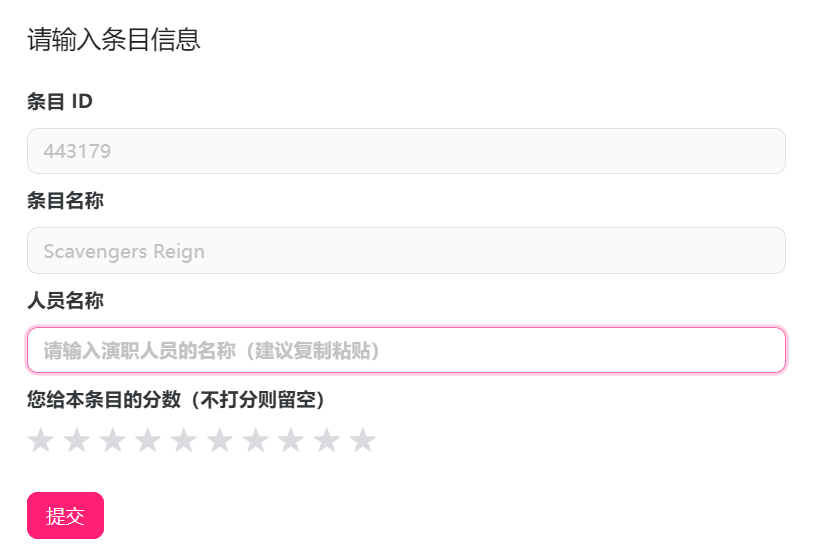 请输入条目信息
条目 ID
443179
条目名称
Scavengers Reign
人员名称
请输入演职人员的名称（建议复制粘贴）
您给本条目的分数（不打分则留空）
提交